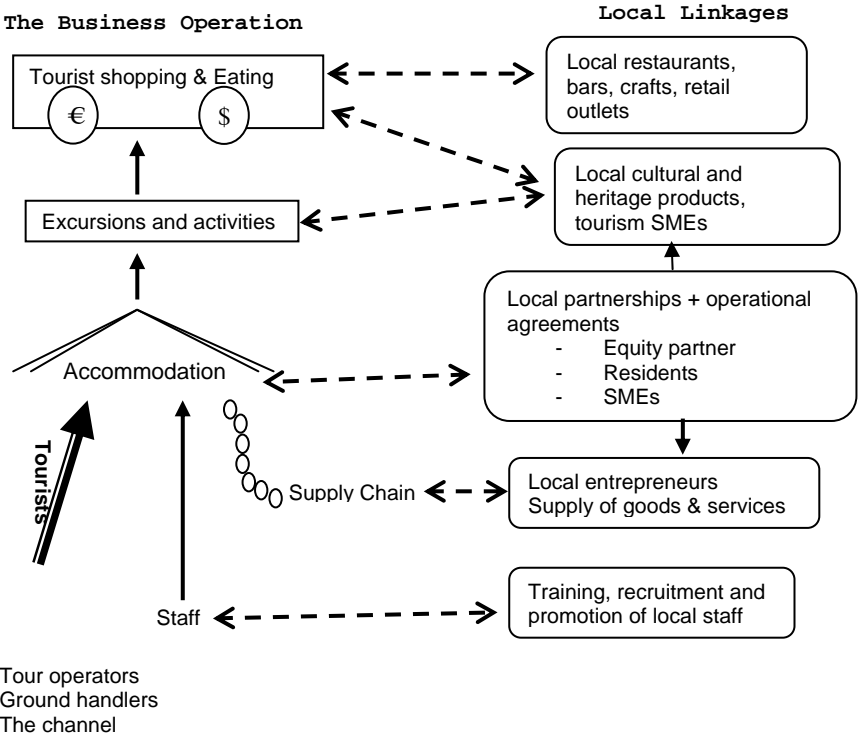 The Business Operation
Local Linkages
Tourist shopping & Eating
€
$
Local restaurants,
bars, crafts, retail
outlets
Local cultural and
heritage products,
tourism SMEs
Excursions and activities
Local partnerships + operational
agreements
- Equity partner
- Residents
- SMEs
Accommodation
Tourists
Supply Chain
Local entrepreneurs
Supply of goods & services
Training, recruitment and
promotion of local staff
Staff
Tour operators
Ground handlers
The channel